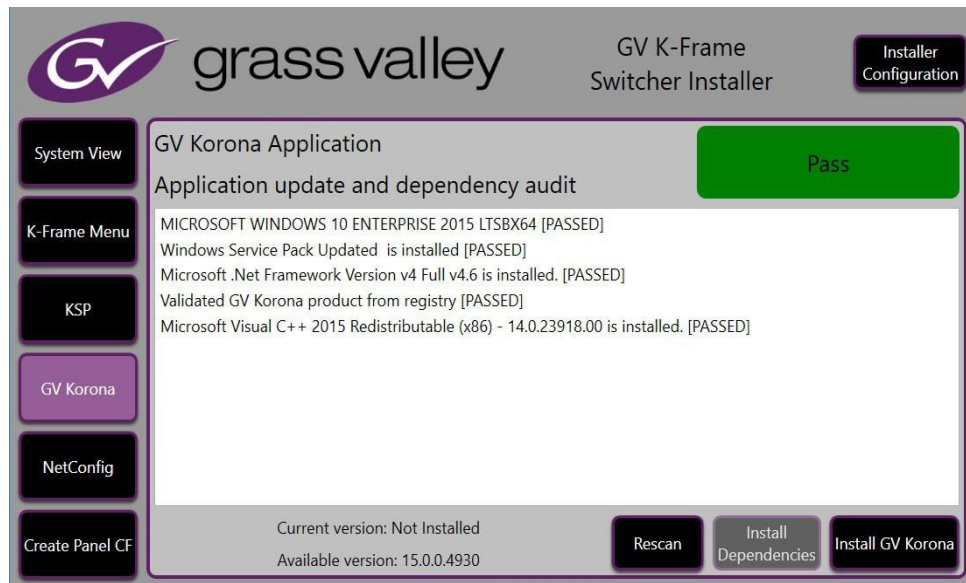 GV grass valley
GV K-Frame
Switcher Installer
Installer
Configuration
System View
K-Frame Menu
KSP
GV Korona
NetConfig
Create Panel CF
GV Korona Application
Application update and dependency audit
Pass
MICROSOFT WINDOWS 10 ENTERPRISE 2015 LTSBX64 [PASSED]
Windows Service Pack Updated  is installed [PASSED]
Microsoft .Net Framework Version v4 Full v4.6 is installed. [PASSED]
Validated GV Korona product from registry [PASSED]
Microsoft Visual C++ 2015 Redistributable (x86) - 14.0.23918.00 is installed. [PASSED]
Current version: Not Installed
Available version: 15.0.0.4930
Rescan
Install
Dependencies
Install GV Korona